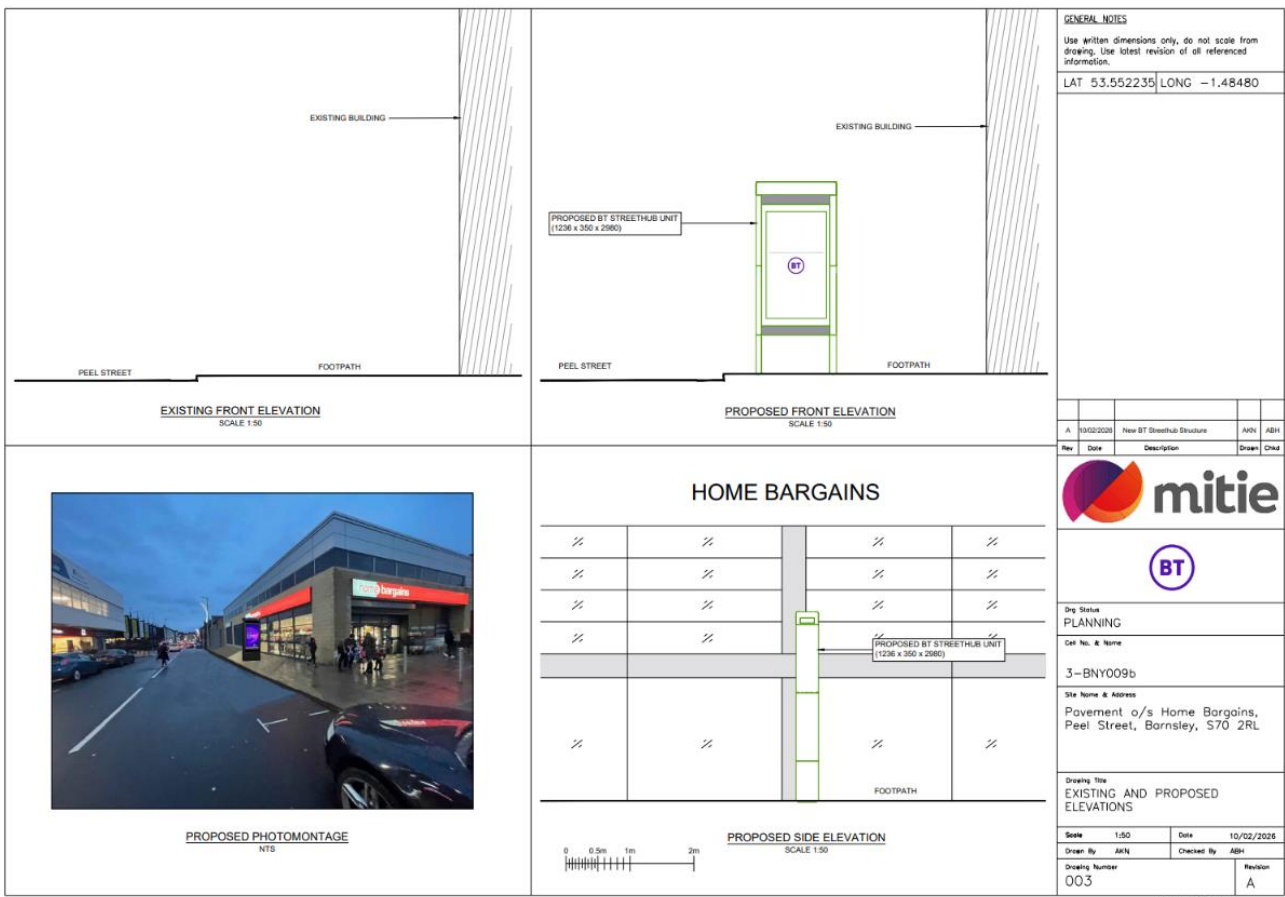 EXISTING BUILDING
PEEL STREET
FOOTPATH
EXISTING FRONT ELEVATION
SCALE 1:50
EXISTING BUILDING
PROPOSED BT STREETHUB UNIT
(1236 x 350 x 2980)
BT
PEEL STREET
FOOTPATH
PROPOSED FRONT ELEVATION
SCALE 1:50
home bargains
PROPOSED PHOTOMONTAGE
NTS
HOME BARGAINS
PROPOSED BT STREETHUB UNIT
(1236 x 350 x 2980)
FOOTPATH
0 0.5m 1m 2m
PROPOSED SIDE ELEVATION
SCALE 1:50
GENERAL NOTES
Use written dimensions only, do not scale from
drawing. Use latest revision of all referenced
information.
LAT 53.552235 LONG -1.48480
A 10/02/2026 New BT Streethub Structure AKN ABH
Rev Date Description Drawn Chkd
mitie
BT
Drg Status
PLANNING
Cell No. & Name
3-BNY009b
Site Name & Address
Pavement o/s Home Bargains,
Peel Street, Barnsley, S70 2RL
Drawing Title
EXISTING AND PROPOSED
ELEVATIONS
Scale 1:50 Date 10/02/2026
Drawn By AKN Checked By ABH
Drawing Number Revision
003 A